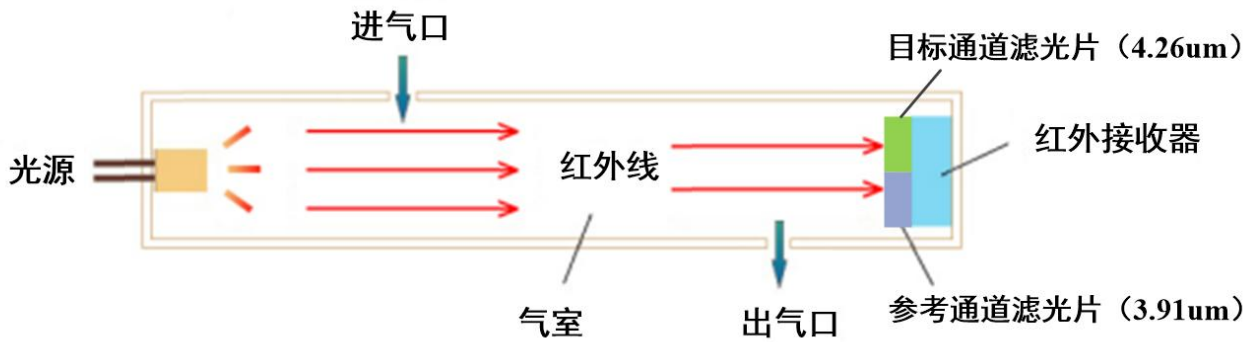 进气口
目标通道滤光片（4.26um）
光源
红外线
红外接收器
气室
出气口
参考通道滤光片（3.91um）